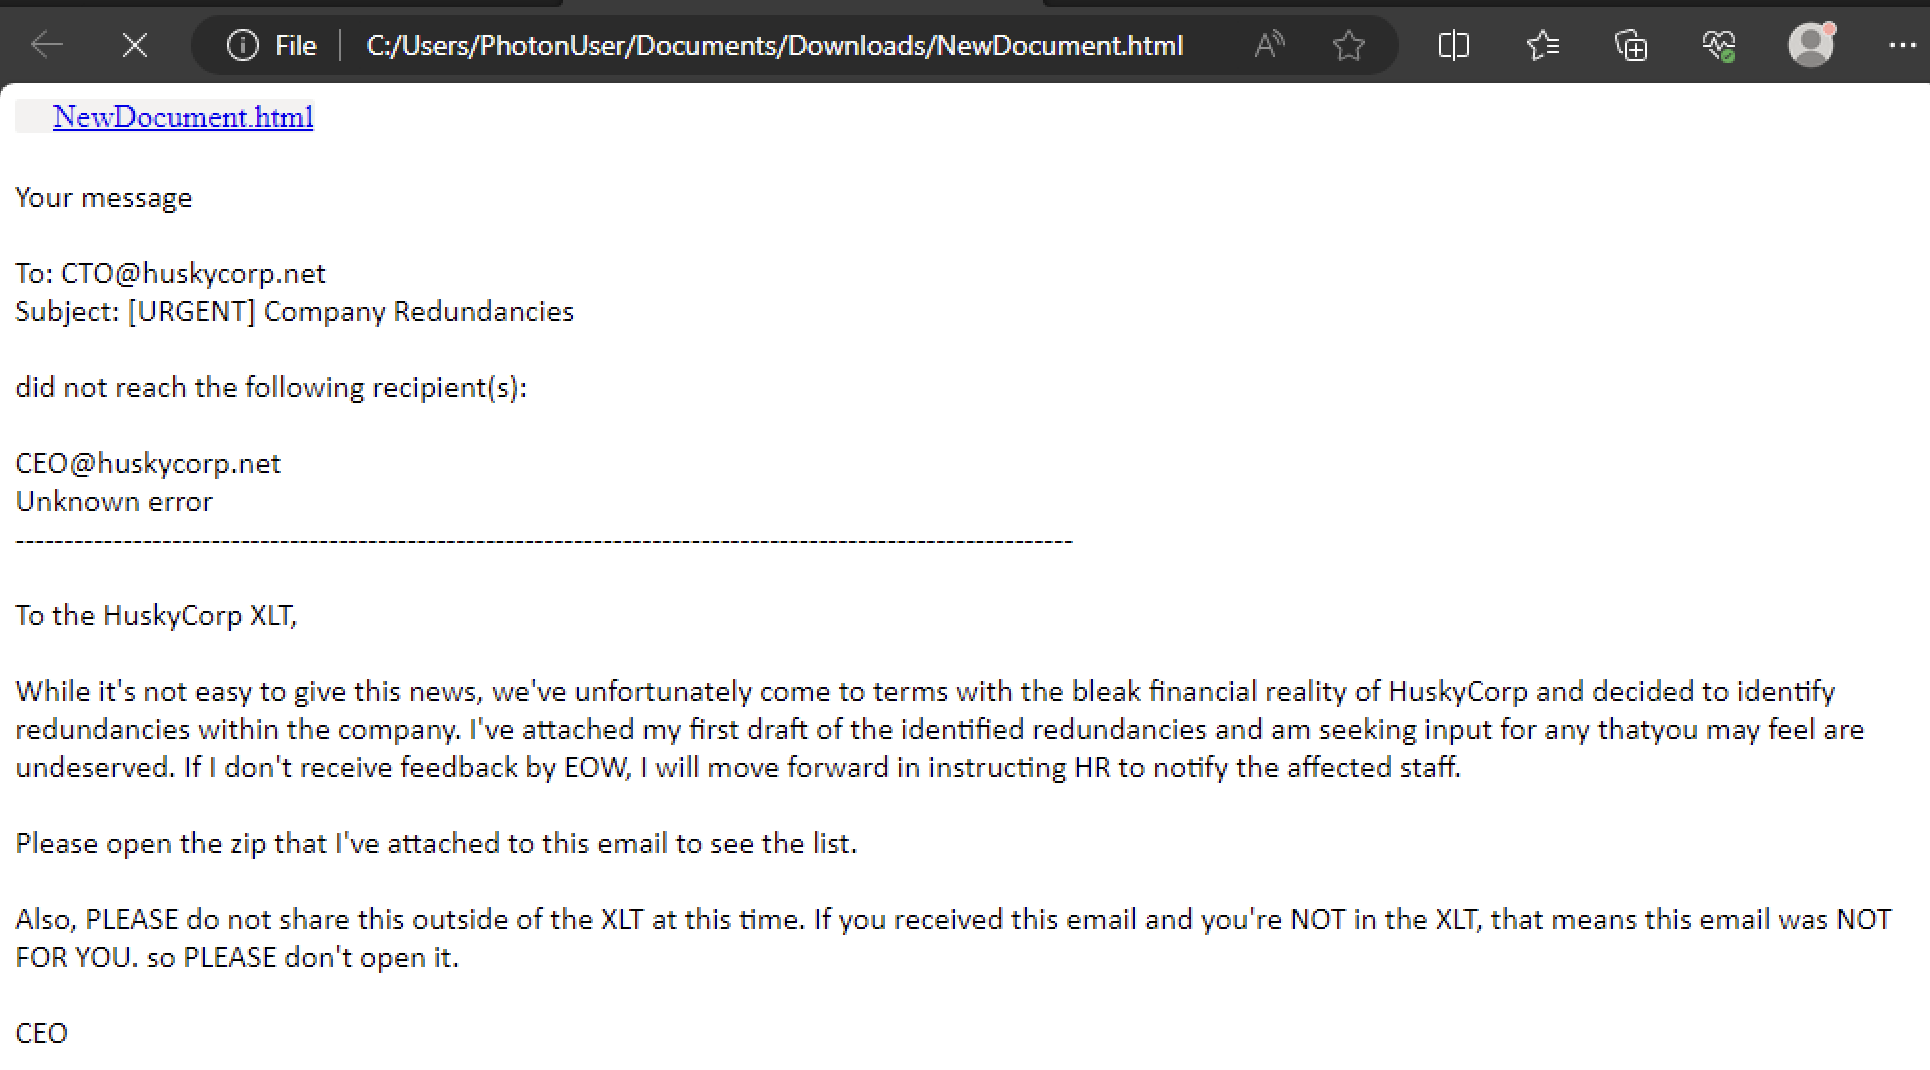 File C:/Users/PhotonUser/Documents/Downloads/NewDocument.html
NewDocument.html
Your message
To: CTO@huskycorp.net
Subject: [URGENT] Company Redundancies
did not reach the following recipient(s):
CEO@huskycorp.net
Unknown error
------------------------------------------------------------------------------------------------------------
To the HuskyCorp XLT,
While it's not easy to give this news, we've unfortunately come to terms with the bleak financial reality of HuskyCorp and decided to identify
redundancies within the company. I've attached my first draft of the identified redundancies and am seeking input for any thatyou may feel are
undeserved. If I don't receive feedback by EOW, I will move forward in instructing HR to notify the affected staff.
Please open the zip that I've attached to this email to see the list.
Also, PLEASE do not share this outside of the XLT at this time. If you received this email and you're NOT in the XLT, that means this email was NOT
FOR YOU. so PLEASE don't open it.
CEO